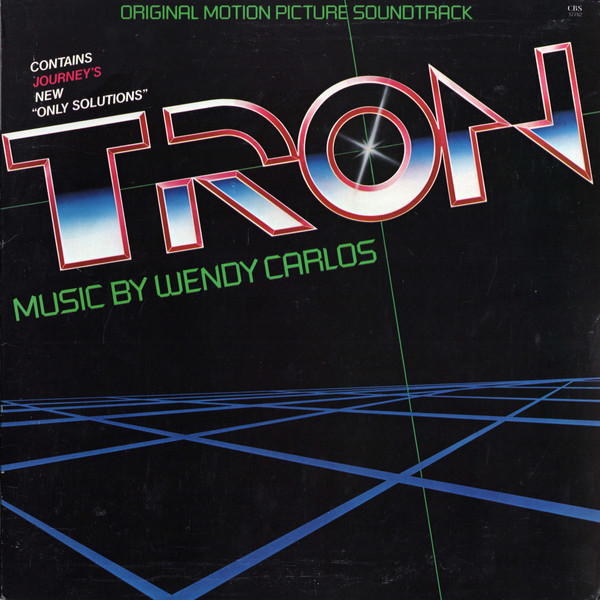 ORIGINAL MOTION PICTURE SOUNDTRACK
CBS
CONTAINS
JOURNEY'S
NEW
"ONLY SOLUTIONS"
TRON
MUSIC BY WENDY CARLOS